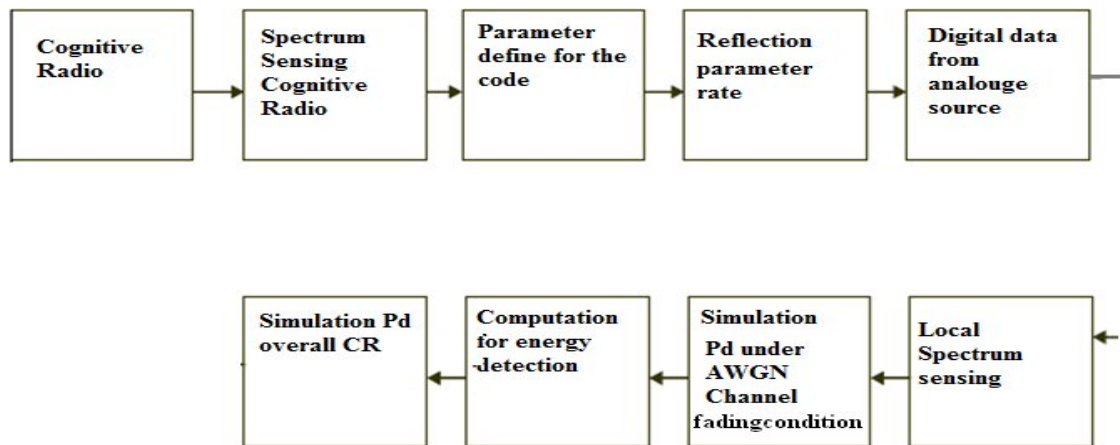 Cognitive
Radio
Spectrum
Sensing
Cognitive
Radio
Parameter
define for the
code
Reflection
parameter
rate
Digital data
from
analouge
source
Simulation Pd
overall CR
Computation
for energy
-detection
Simulation
Pd under
AWGN
Channel
fadingcondition
Local
Spectrum
sensing